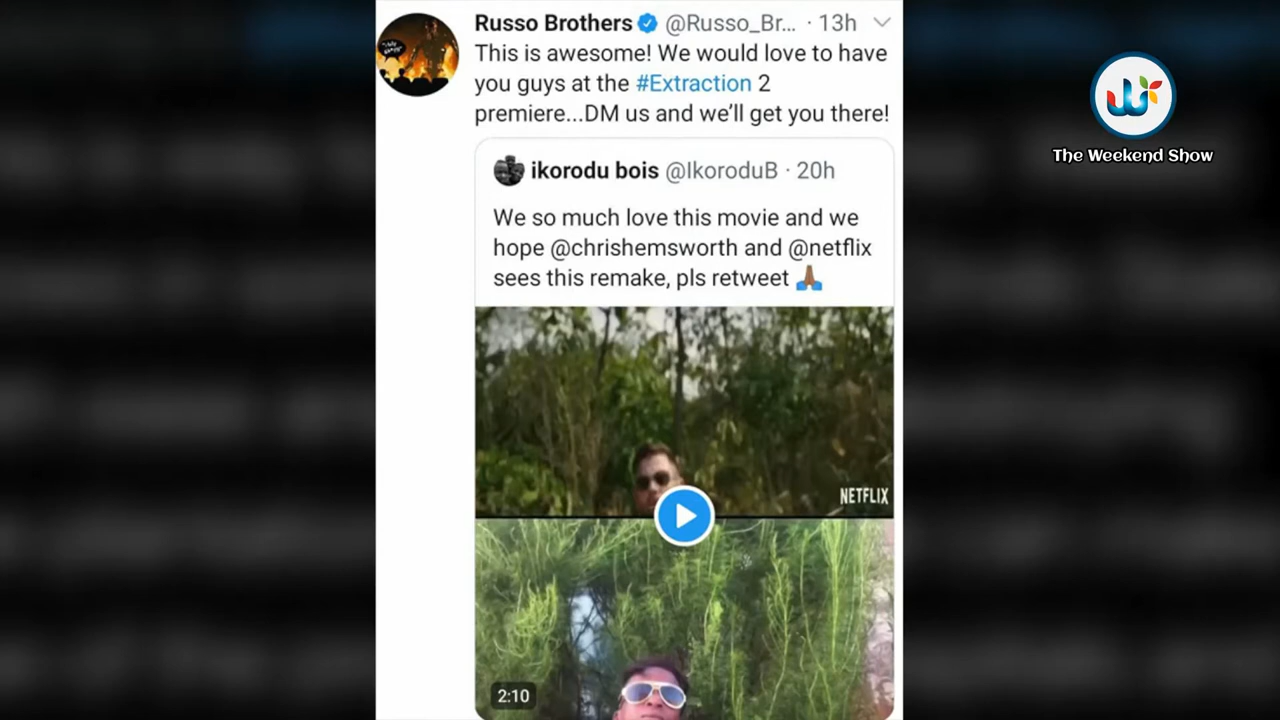 Russo Brothers @Russo_Br... · 13h
This is awesome! We would love to have
you guys at the #Extraction 2
premiere...DM us and we'll get you there!
ikorodu bois @IkoroduB · 20h
We so much love this movie and we
hope @chrishemsworth and @netflix
sees this remake, pls retweet 🙏🏾
NETFLIX
2:10
The Weekend Show